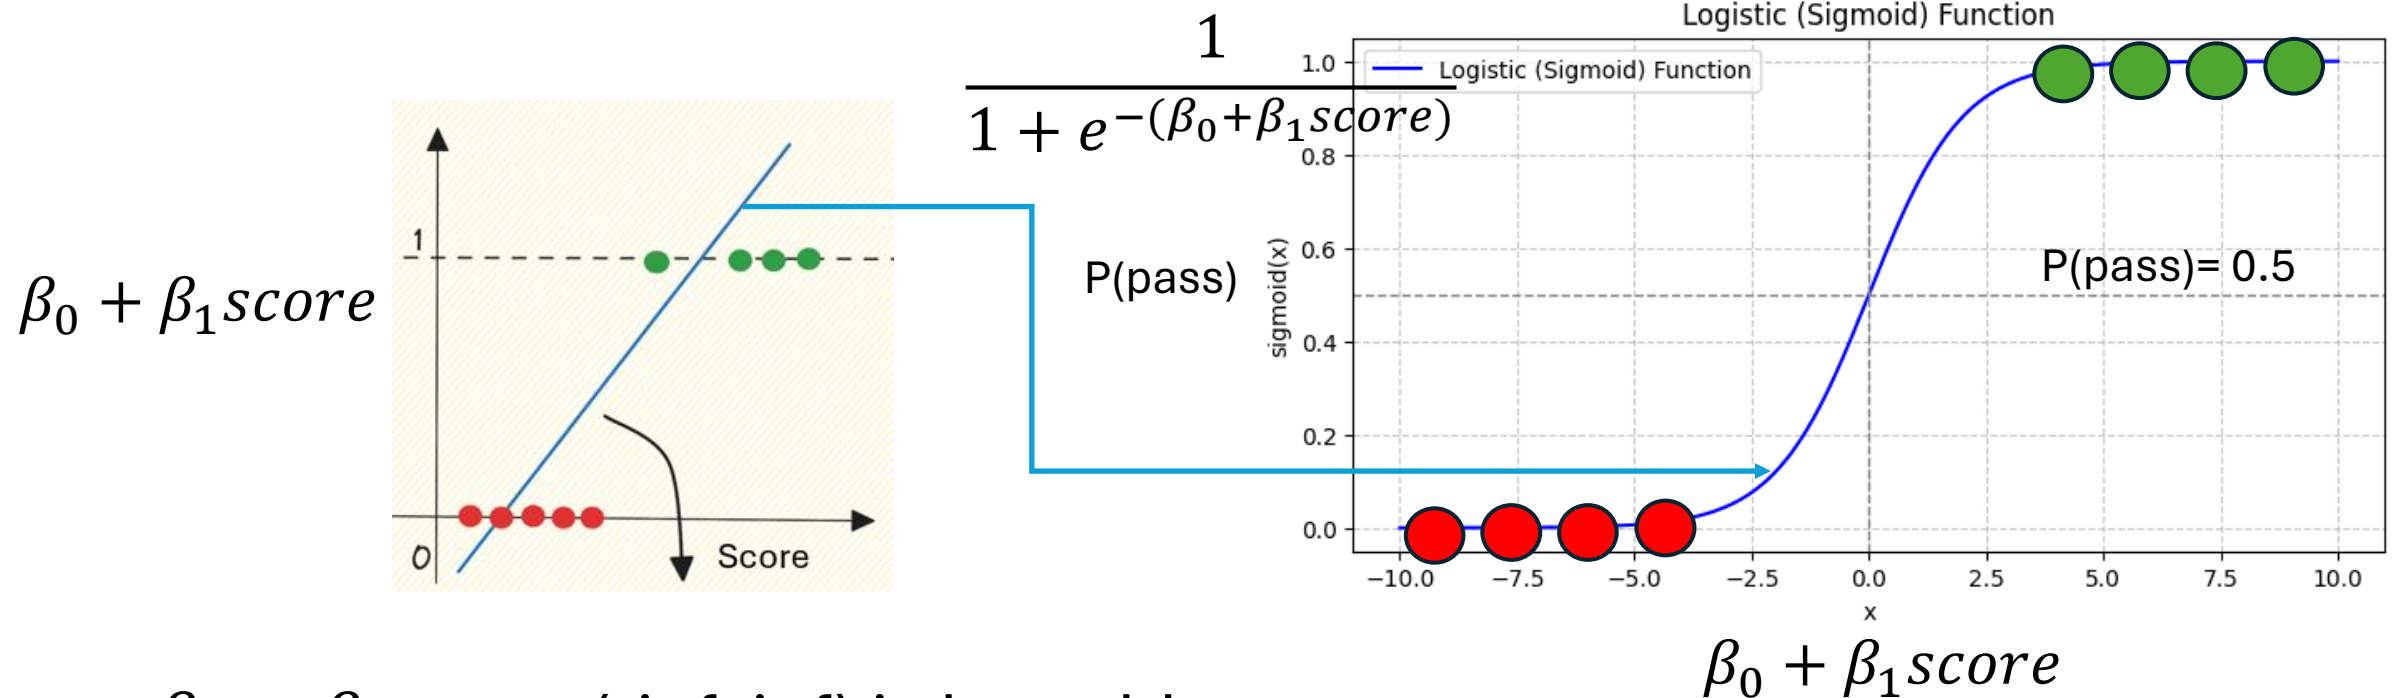 β₀ + β₁score
1
0
Score
1
1 + e^−(β₀+β₁score)
P(pass)
Logistic (Sigmoid) Function
Logistic (Sigmoid) Function
sigmoid(x)
1.0
0.8
0.6
0.4
0.2
0.0
P(pass)= 0.5
−10.0 −7.5 −5.0 −2.5 0.0 2.5 5.0 7.5 10.0
x
β₀ + β₁score